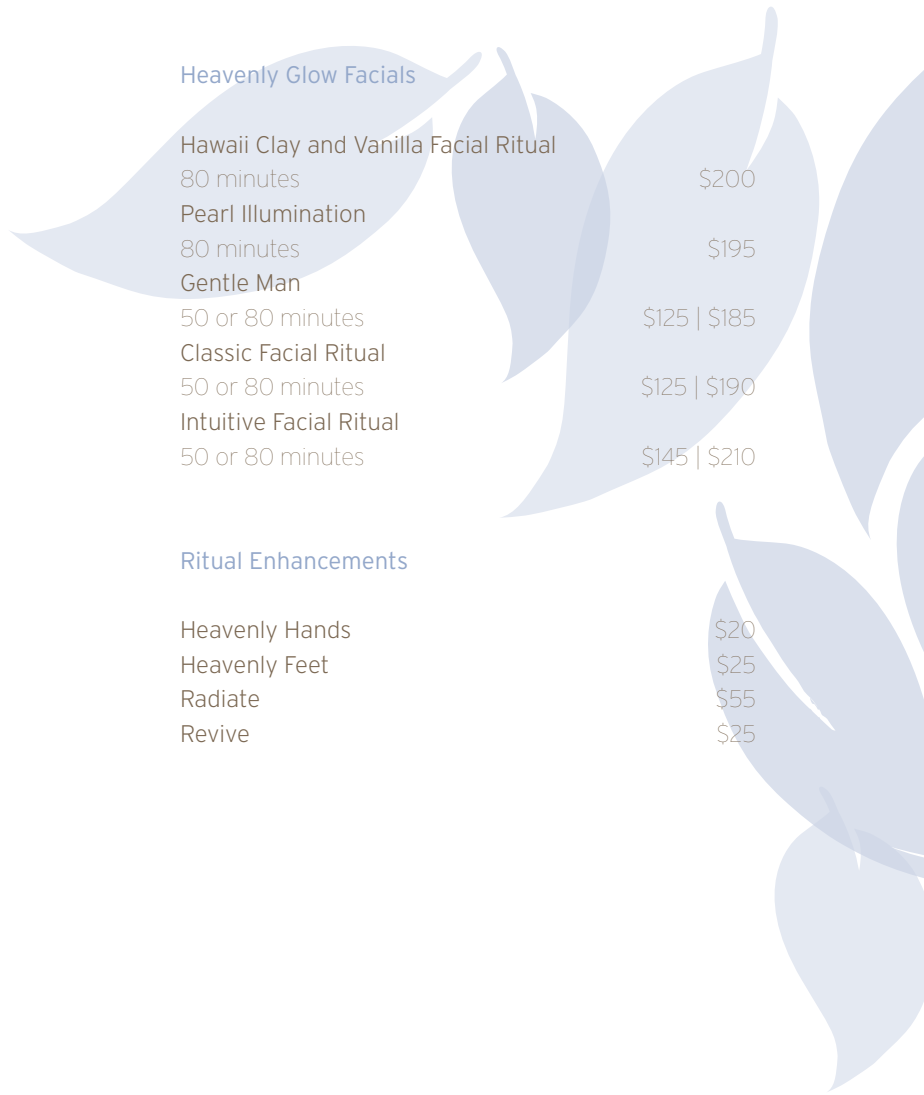 Heavenly Glow Facials
Hawaii Clay and Vanilla Facial Ritual
80 minutes $200
Pearl Illumination
80 minutes $195
Gentle Man
50 or 80 minutes $125 | $185
Classic Facial Ritual
50 or 80 minutes $125 | $190
Intuitive Facial Ritual
50 or 80 minutes $145 | $210
Ritual Enhancements
Heavenly Hands $20
Heavenly Feet $25
Radiate $55
Revive $25